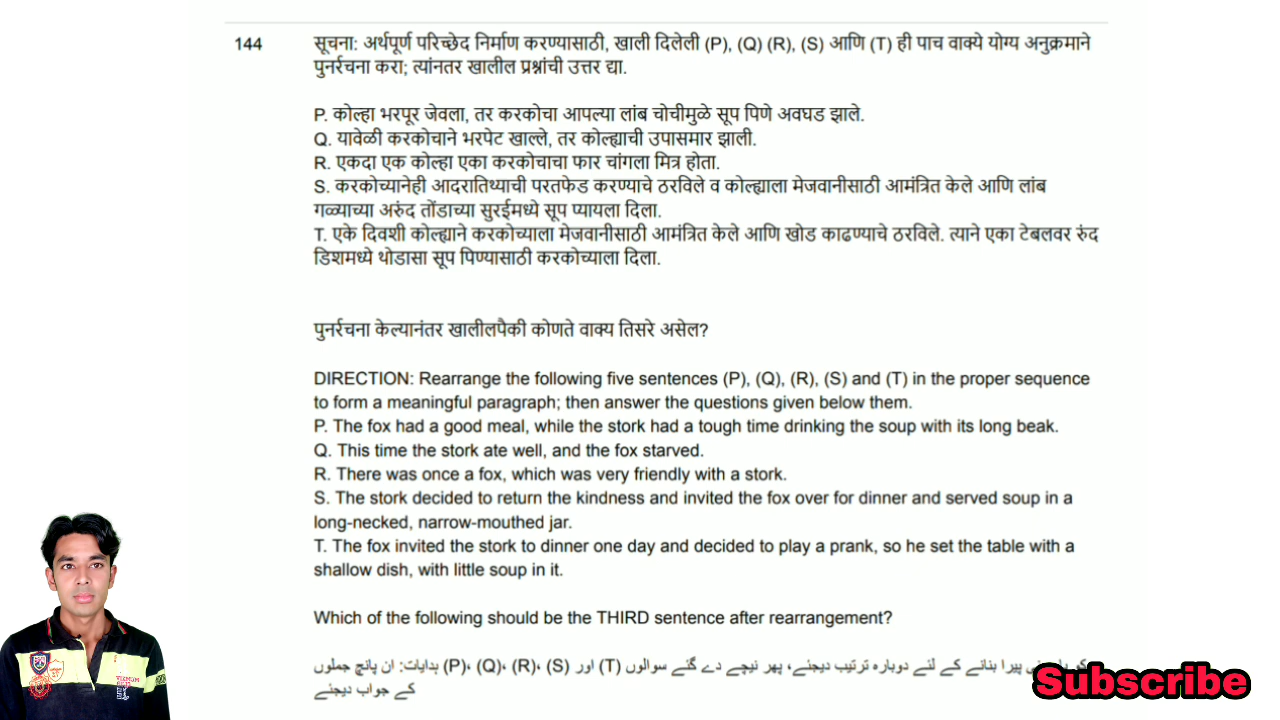 144
सूचना: अर्थपूर्ण परिच्छेद निर्माण करण्यासाठी, खाली दिलेली (P), (Q) (R), (S) आणि (T) ही पाच वाक्ये योग्य अनुक्रमाने
पुनर्रचना करा; त्यांनतर खालील प्रश्नांची उत्तर द्या.
P. कोल्हा भरपूर जेवला, तर करकोचा आपल्या लांब चोचीमुळे सूप पिणे अवघड झाले.
Q. यावेळी करकोचाने भरपेट खाल्ले, तर कोल्ह्याची उपासमार झाली.
R. एकदा एक कोल्हा एका करकोचाचा फार चांगला मित्र होता.
S. करकोच्यानेही आदरातिथ्याची परतफेड करण्याचे ठरविले व कोल्ह्याला मेजवानीसाठी आमंत्रित केले आणि लांब
गळ्याच्या अरुंद तोंडाच्या सुरईमध्ये सूप प्यायला दिला.
T. एके दिवशी कोल्ह्याने करकोच्याला मेजवानीसाठी आमंत्रित केले आणि खोड काढण्याचे ठरविले. त्याने एका टेबलवर रुंद
डिशमध्ये थोडासा सूप पिण्यासाठी करकोच्याला दिला.
पुनर्रचना केल्यानंतर खालीलपैकी कोणते वाक्य तिसरे असेल?
DIRECTION: Rearrange the following five sentences (P), (Q), (R), (S) and (T) in the proper sequence
to form a meaningful paragraph; then answer the questions given below them.
P. The fox had a good meal, while the stork had a tough time drinking the soup with its long beak.
Q. This time the stork ate well, and the fox starved.
R. There was once a fox, which was very friendly with a stork.
S. The stork decided to return the kindness and invited the fox over for dinner and served soup in a
long-necked, narrow-mouthed jar.
T. The fox invited the stork to dinner one day and decided to play a prank, so he set the table with a
shallow dish, with little soup in it.
Which of the following should be the THIRD sentence after rearrangement?
ہدایات: ان پانچ جملوں (P)، (Q)، (R)، (S) اور (T) پیرا بنانے کے لئے دوبارہ ترتیب دیجئے، پھر نیچے دے گئے سوالوں
کے جواب دیجئے
Subscribe